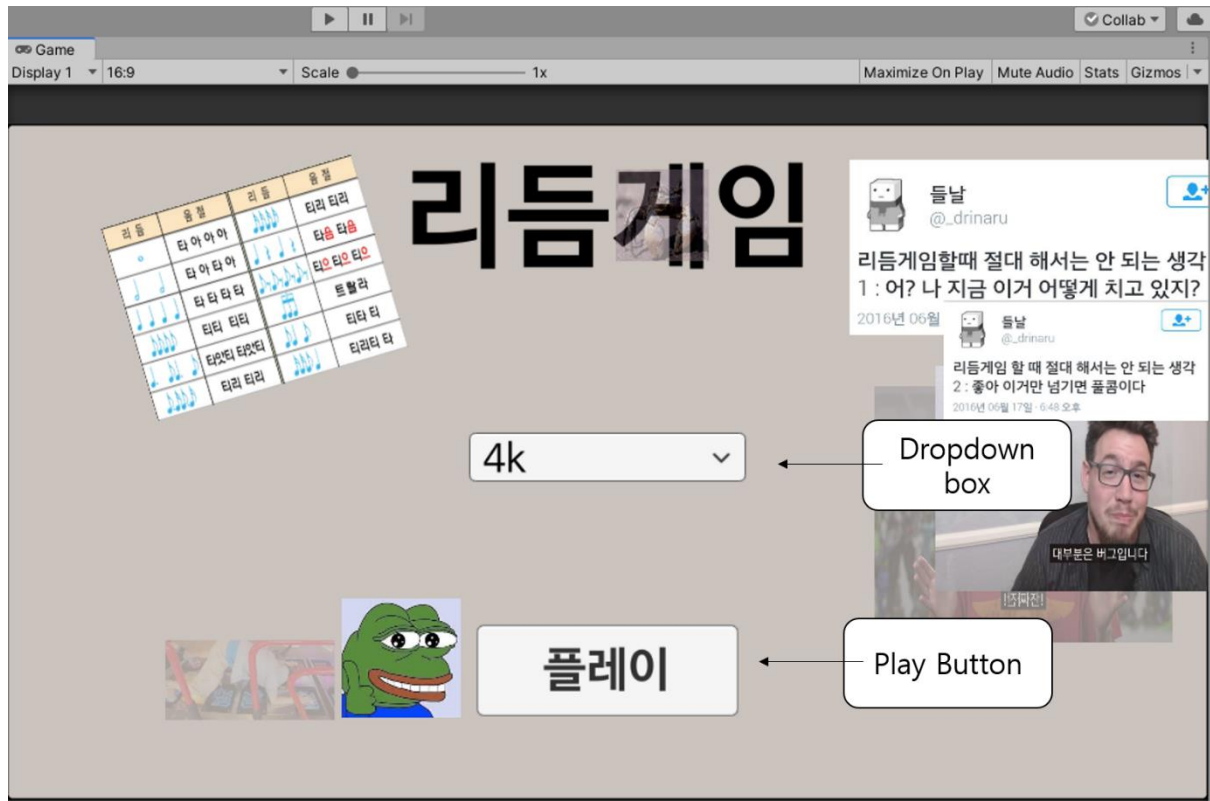 Collab
Game
Display 1
16:9
Scale
1x
Maximize On Play
Mute Audio
Stats
Gizmos
리듬게임
리듬
음절
리듬
음절
타 아 아 아
타 아 타 아
타 타 타 타
티티 티티
타앗티 타앗티
티리 티리
티리 티리
타음 타음
티으 티으 티으
트랄라
티타 티
티리티 타
들날
@_drinaru
리듬게임할때 절대 해서는 안 되는 생각
1 : 어? 나 지금 이거 어떻게 치고 있지?
2016년 06월
들날
@_drinaru
리듬게임 할 때 절대 해서는 안 되는 생각
2 : 좋아 이거만 넘기면 풀콤이다
2016년 06월 17일 · 6:48 오후
4k
Dropdown
box
대부분은 버그입니다
플레이
Play Button